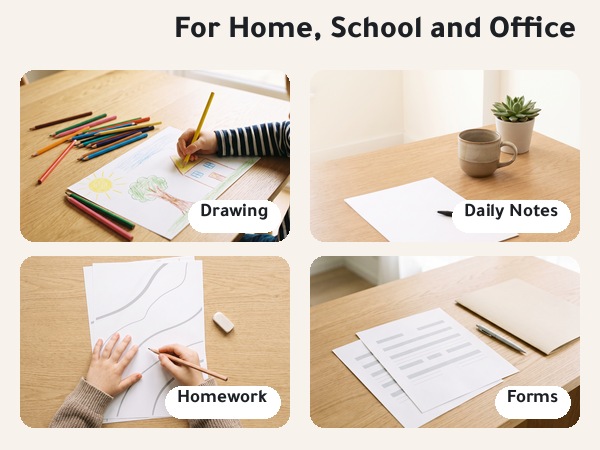 For Home, School and Office
Drawing
Daily Notes
Homework
Forms